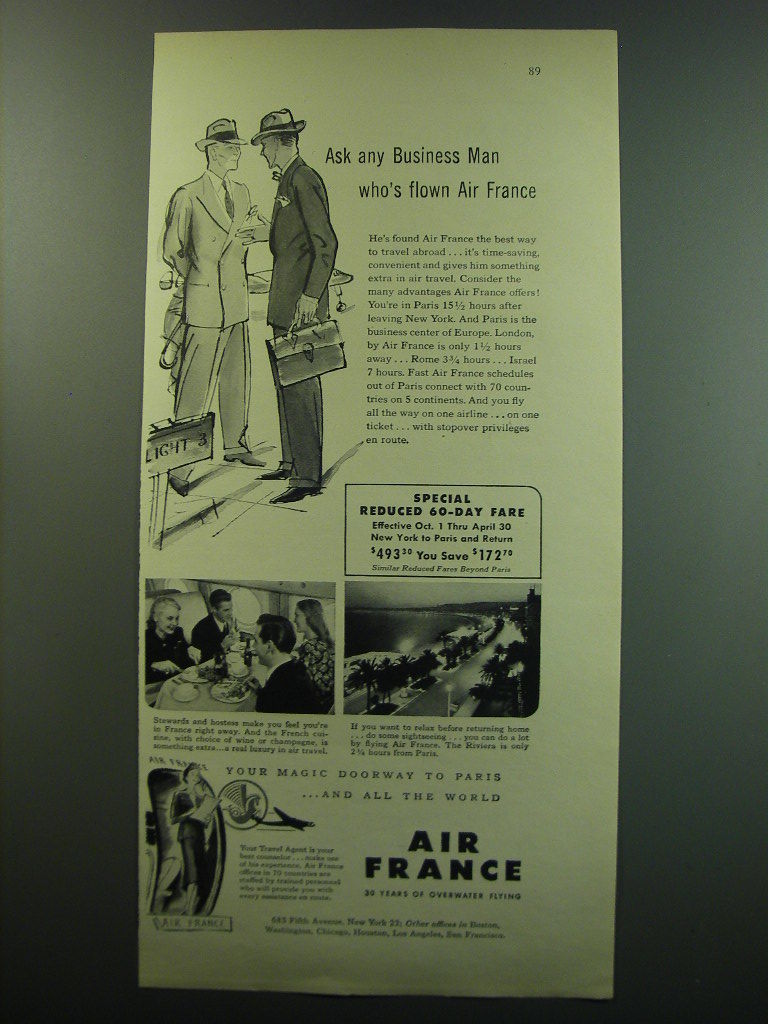 89
Ask any Business Man
who's flown Air France
He's found Air France the best way
to travel abroad . . . it's time-saving,
convenient and gives him something
extra in air travel. Consider the
many advantages Air France offers!
You're in Paris 15½ hours after
leaving New York. And Paris is the
business center of Europe. London,
by Air France is only 1½ hours
away . . . Rome 3¾ hours . . . Israel
7 hours. Fast Air France schedules
out of Paris connect with 70 coun-
tries on 5 continents. And you fly
all the way on one airline . . . on one
ticket . . . with stopover privileges
en route.
LIGHT 3
SPECIAL
REDUCED 60-DAY FARE
Effective Oct. 1 Thru April 30
New York to Paris and Return
$493³⁰ You Save $172⁷⁰
Similar Reduced Fares Beyond Paris
Stewards and hostess make you feel you're
in France right away. And the French cui-
sine, with choice of wine or champagne, is
something extra...a real luxury in air travel.
If you want to relax before returning home
. . . do some sightseeing . . . you can do a lot
by flying Air France. The Riviera is only
2¼ hours from Paris.
AIR FRANCE
YOUR MAGIC DOORWAY TO PARIS
...AND ALL THE WORLD
Your Travel Agent is your
best counselor . . . make use
of his experience. Air France
offices in 70 countries are
staffed by trained personnel
who will provide you with
every assistance en route.
AIR
FRANCE
30 YEARS OF OVERWATER FLYING
AIR FRANCE
683 Fifth Avenue, New York 22; Other offices in Boston,
Washington, Chicago, Houston, Los Angeles, San Francisco.